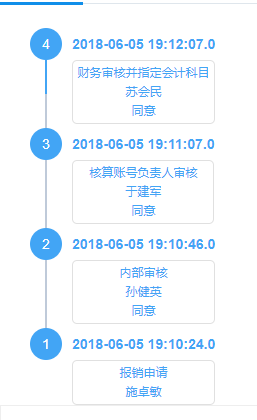 4
2018-06-05 19:12:07.0
财务审核并指定会计科目
苏会民
同意
3
2018-06-05 19:11:07.0
核算账号负责人审核
于建军
同意
2
2018-06-05 19:10:46.0
内部审核
孙健英
同意
1
2018-06-05 19:10:24.0
报销申请
施卓敏